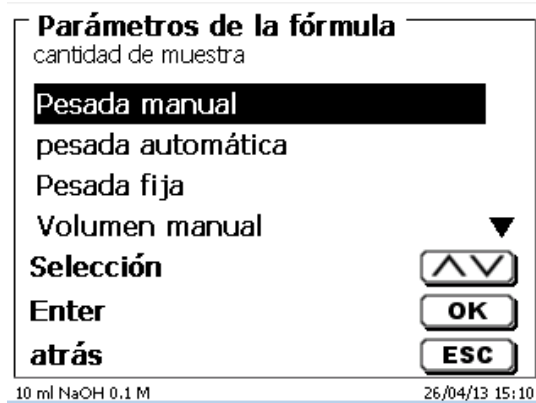 Parámetros de la fórmula
cantidad de muestra
Pesada manual
pesada automática
Pesada fija
Volumen manual
Selección
Enter OK
atrás ESC
10 ml NaOH 0.1 M 26/04/13 15:10